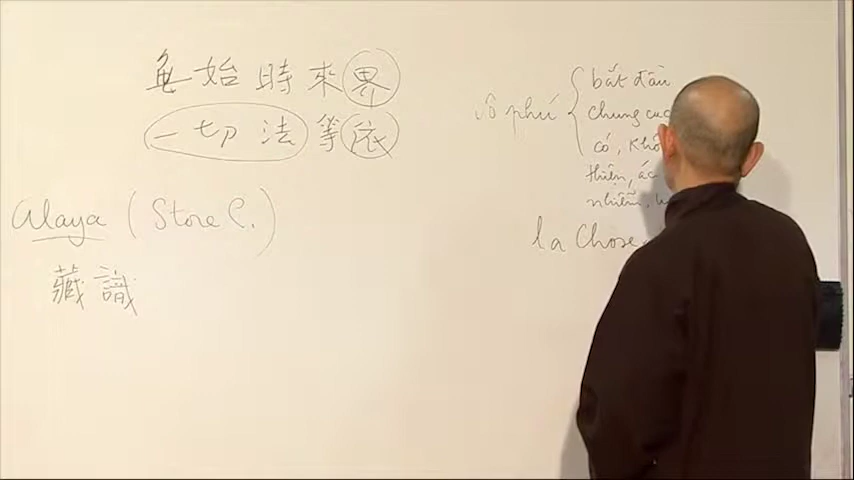 無始時來界
一切法等依
Alaya (Store C.)
藏識
vô phú
bắt đầu
chung cuộc
có, không
thiện, ác
nhiễm,
la Chose